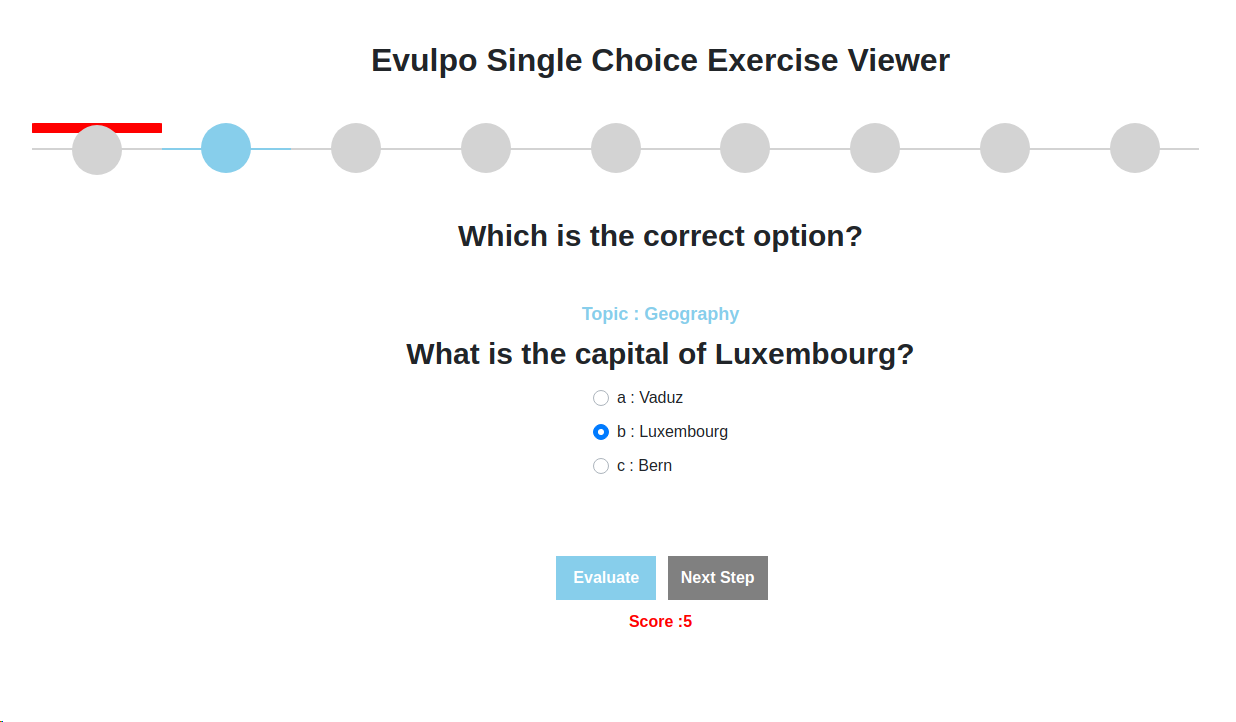 Evulpo Single Choice Exercise Viewer
Which is the correct option?
Topic : Geography
What is the capital of Luxembourg?
a : Vaduz
b : Luxembourg
c : Bern
Evaluate Next Step
Score :5